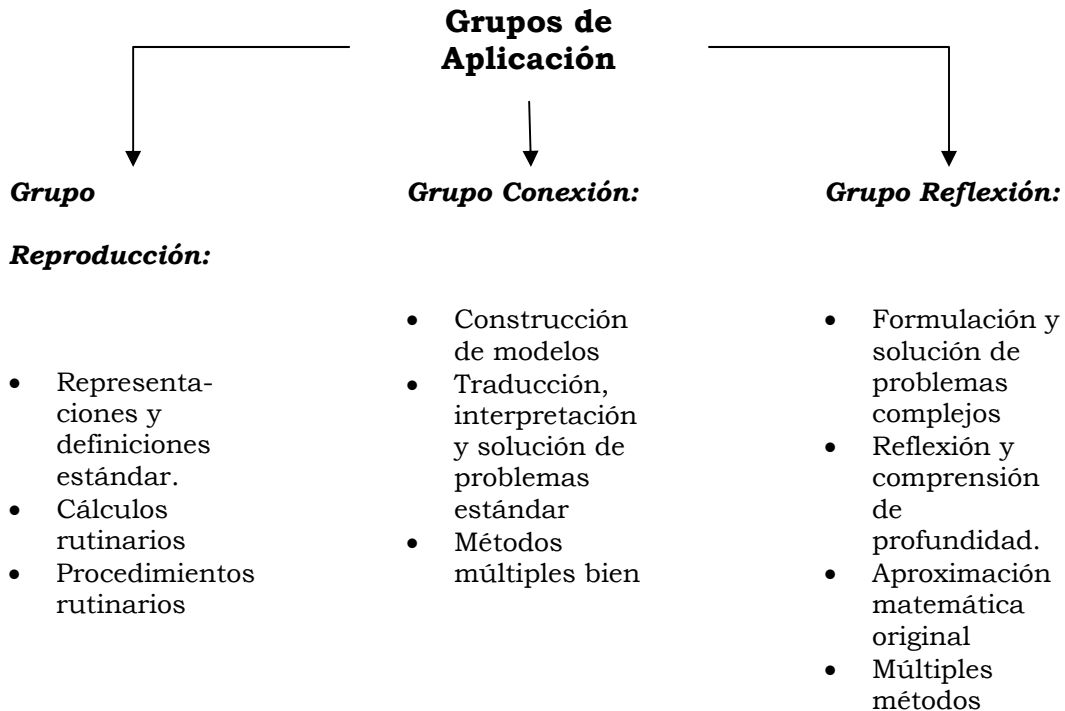 Grupos de
Aplicación
Grupo
Reproducción:
• Representa-
ciones y
definiciones
estándar.
• Cálculos
rutinarios
• Procedimientos
rutinarios
Grupo Conexión:
• Construcción
de modelos
• Traducción,
interpretación
y solución de
problemas
estándar
• Métodos
múltiples bien
Grupo Reflexión:
• Formulación y
solución de
problemas
complejos
• Reflexión y
comprensión
de
profundidad.
• Aproximación
matemática
original
• Múltiples
métodos